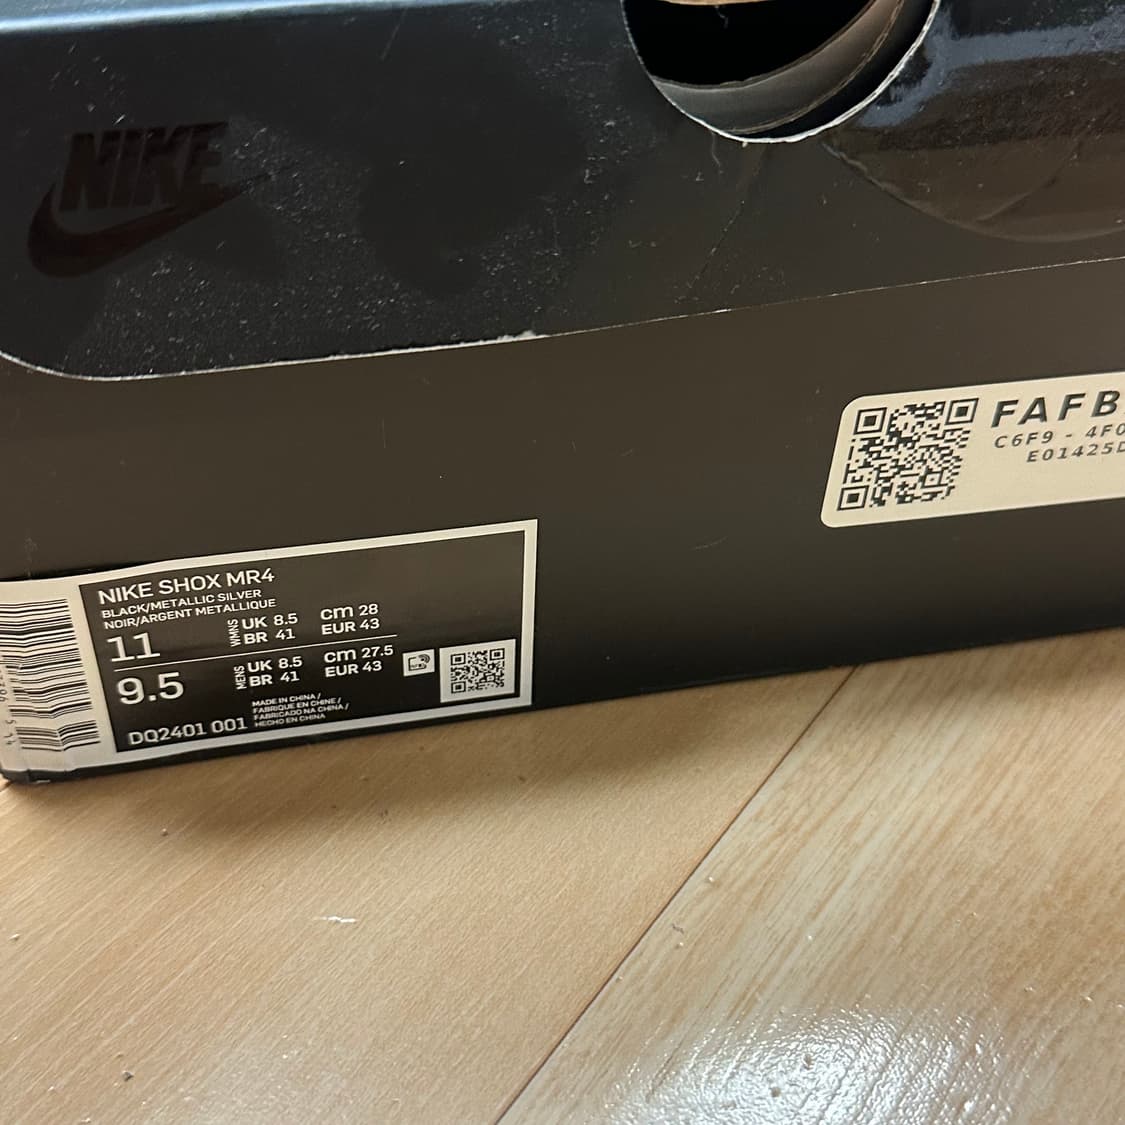 NIKE
FAFB
C6F9 - 4F0
E01425D
NIKE SHOX MR4
BLACK/METALLIC SILVER
NOIR/ARGENT METALLIQUE
11 WMNS UK 8.5 cm 28
BR 41 EUR 43
9.5 MENS UK 8.5 cm 27.5
BR 41 EUR 43
DQ2401 001
MADE IN CHINA /
FABRIQUE EN CHINE /
FABRICADO NA CHINA /
HECHO EN CHINA